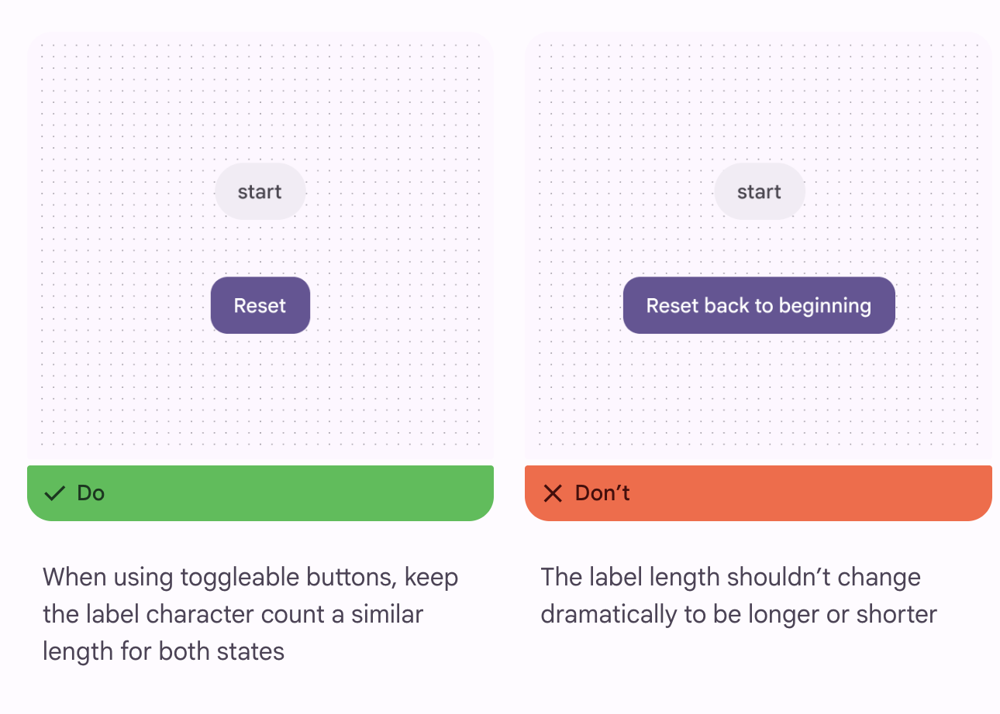 start
Reset
Do
When using toggleable buttons, keep
the label character count a similar
length for both states
start
Reset back to beginning
Don’t
The label length shouldn’t change
dramatically to be longer or shorter